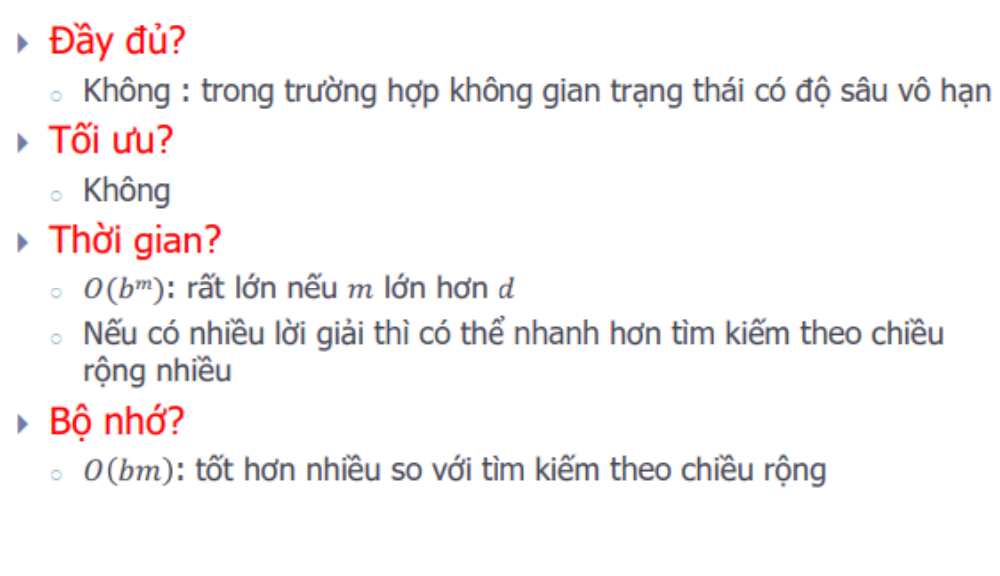 Đầy đủ?
Không : trong trường hợp không gian trạng thái có độ sâu vô hạn
Tối ưu?
Không
Thời gian?
O(bᵐ): rất lớn nếu m lớn hơn d
Nếu có nhiều lời giải thì có thể nhanh hơn tìm kiếm theo chiều
rộng nhiều
Bộ nhớ?
O(bm): tốt hơn nhiều so với tìm kiếm theo chiều rộng